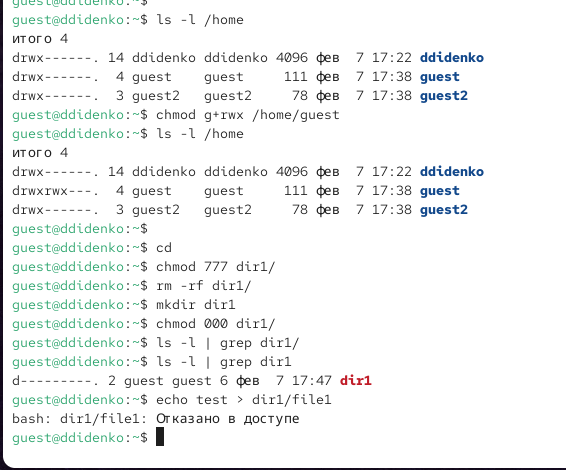 guest@ddidenko:~$
guest@ddidenko:~$ ls -l /home
итого 4
drwx------. 14 ddidenko ddidenko 4096 фев  7 17:22 ddidenko
drwx------.  4 guest    guest     111 фев  7 17:38 guest
drwx------.  3 guest2   guest2     78 фев  7 17:38 guest2
guest@ddidenko:~$ chmod g+rwx /home/guest
guest@ddidenko:~$ ls -l /home
итого 4
drwx------. 14 ddidenko ddidenko 4096 фев  7 17:22 ddidenko
drwxrwx---.  4 guest    guest     111 фев  7 17:38 guest
drwx------.  3 guest2   guest2     78 фев  7 17:38 guest2
guest@ddidenko:~$
guest@ddidenko:~$ cd
guest@ddidenko:~$ chmod 777 dir1/
guest@ddidenko:~$ rm -rf dir1/
guest@ddidenko:~$ mkdir dir1
guest@ddidenko:~$ chmod 000 dir1/
guest@ddidenko:~$ ls -l | grep dir1/
guest@ddidenko:~$ ls -l | grep dir1
d---------. 2 guest guest 6 фев  7 17:47 dir1
guest@ddidenko:~$ echo test > dir1/file1
bash: dir1/file1: Отказано в доступе
guest@ddidenko:~$